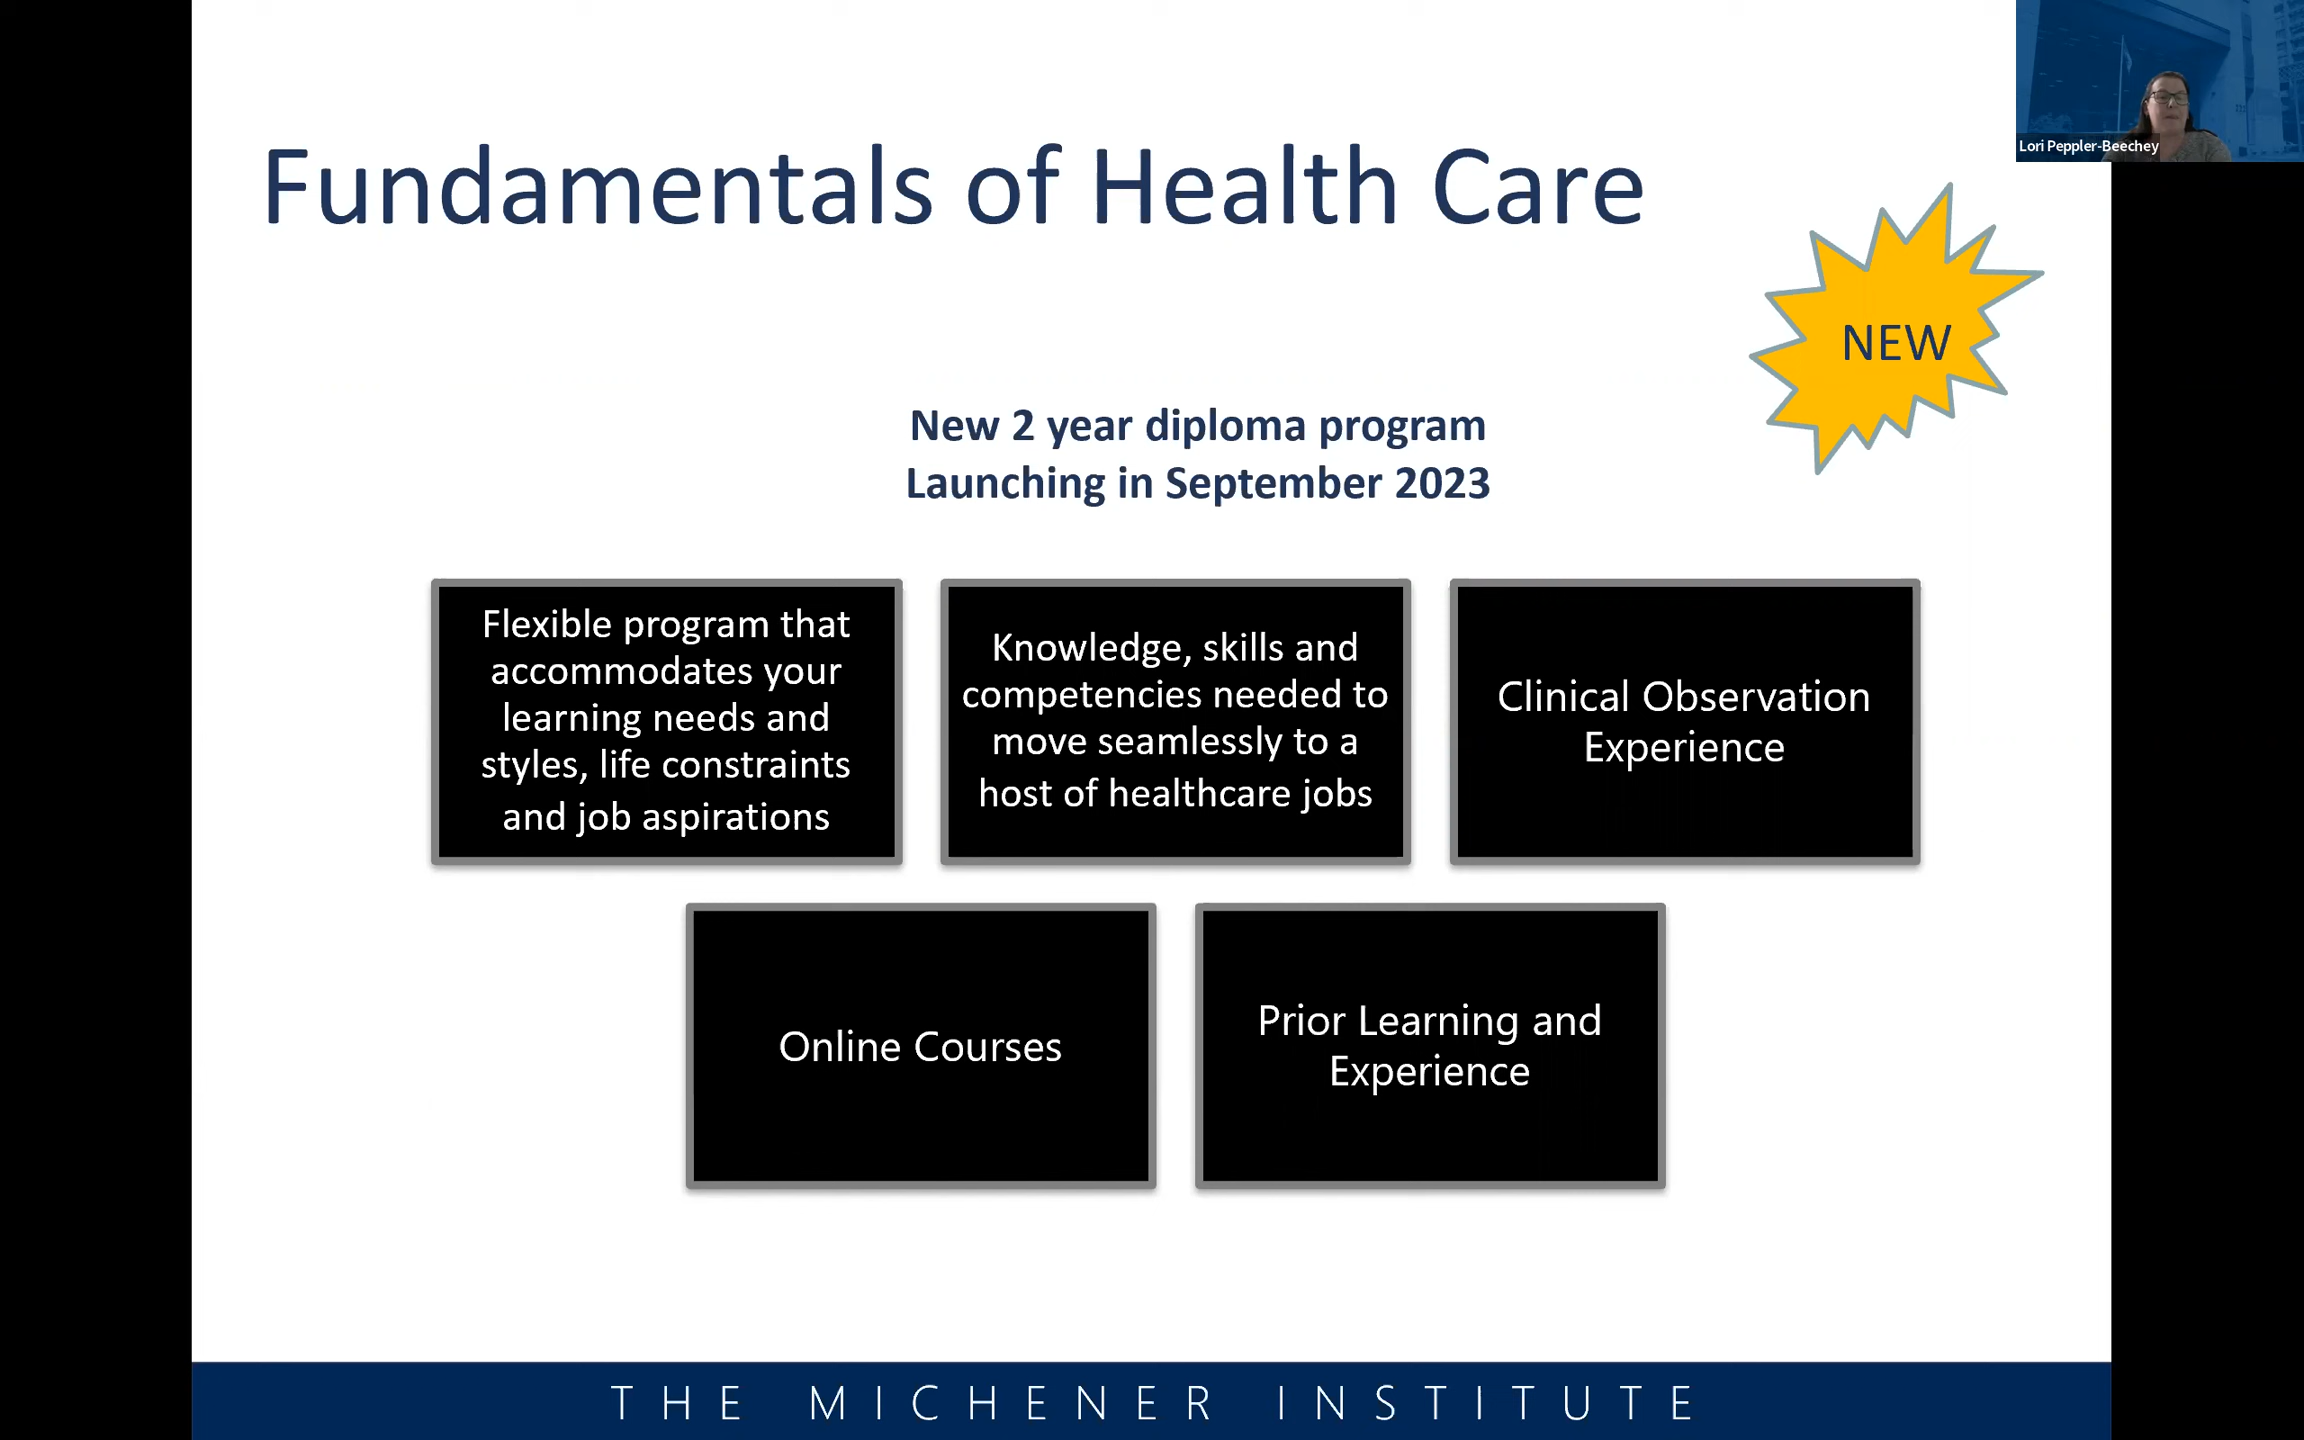 Lori Peppler-Beechey
Fundamentals of Health Care
NEW
New 2 year diploma program
Launching in September 2023
Flexible program that
accommodates your
learning needs and
styles, life constraints
and job aspirations
Knowledge, skills and
competencies needed to
move seamlessly to a
host of healthcare jobs
Clinical Observation
Experience
Online Courses
Prior Learning and
Experience
THE MICHENER INSTITUTE